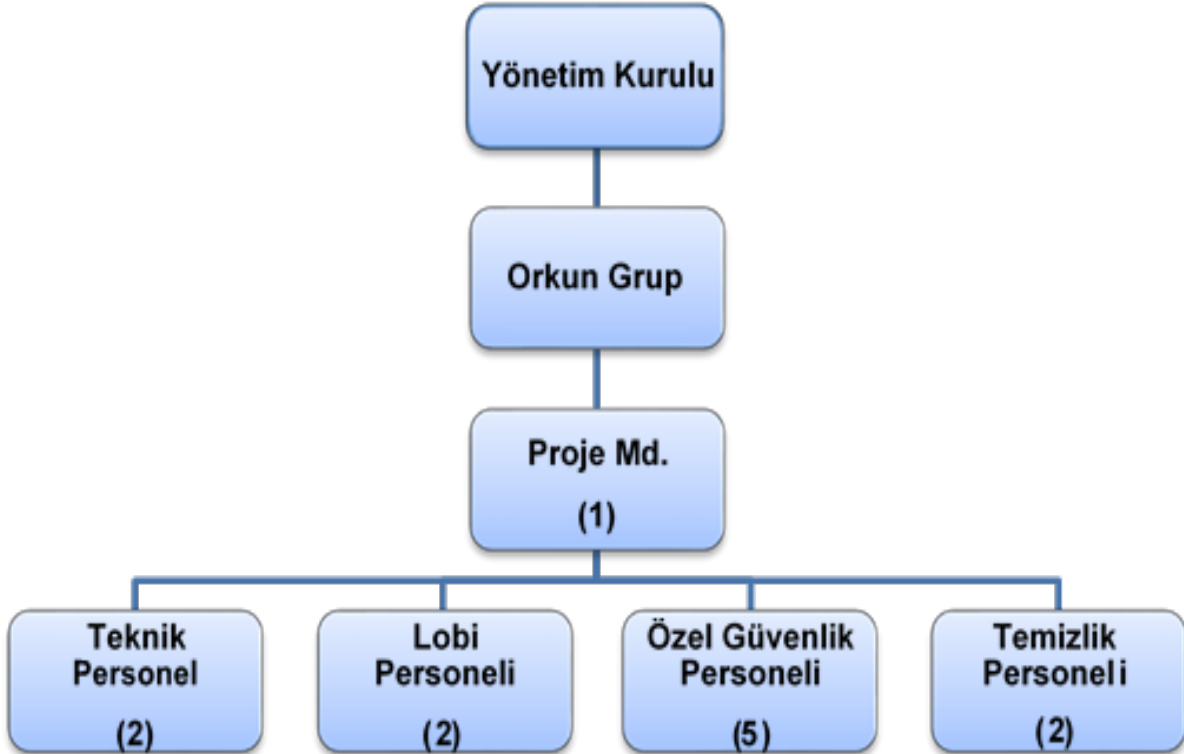 Yönetim Kurulu
Orkun Grup
Proje Md.
(1)
Teknik
Personel
(2)
Lobi
Personeli
(2)
Özel Güvenlik
Personeli
(5)
Temizlik
Personeli
(2)